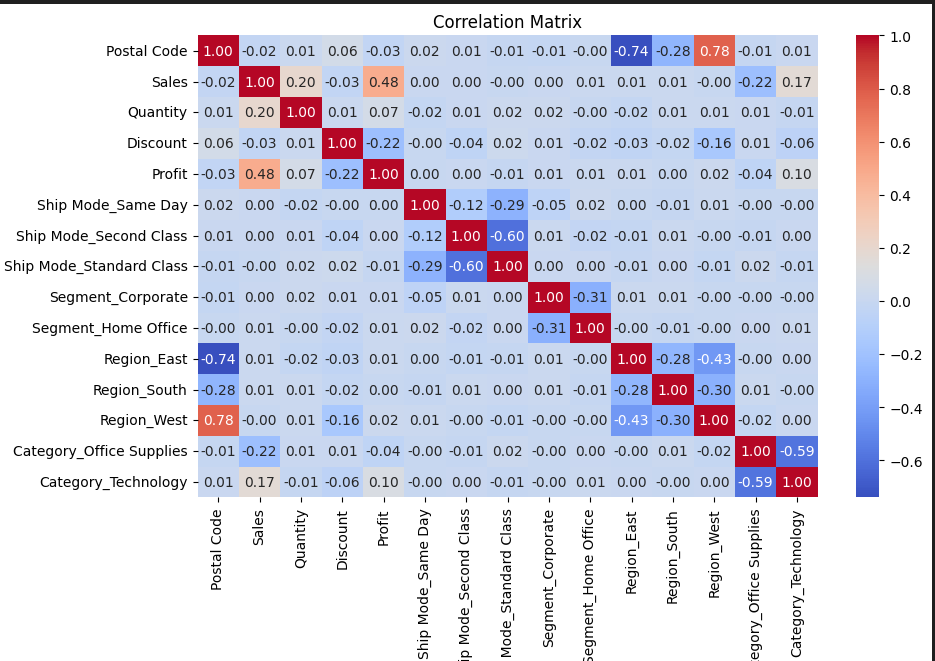 Correlation Matrix
Postal Code 1.00 -0.02 0.01 0.06 -0.03 0.02 0.01 -0.01 -0.01 -0.00 -0.74 -0.28 0.78 -0.01 0.01
Sales -0.02 1.00 0.20 -0.03 0.48 0.00 0.00 -0.00 0.00 0.01 0.01 0.01 -0.00 -0.22 0.17
Quantity 0.01 0.20 1.00 0.01 0.07 -0.02 0.01 0.02 0.02 -0.00 -0.02 0.01 0.01 0.01 -0.01
Discount 0.06 -0.03 0.01 1.00 -0.22 -0.00 -0.04 0.02 0.01 -0.02 -0.03 -0.02 -0.16 0.01 -0.06
Profit -0.03 0.48 0.07 -0.22 1.00 0.00 0.00 -0.01 0.01 0.01 0.01 0.00 0.02 -0.04 0.10
Ship Mode_Same Day 0.02 0.00 -0.02 -0.00 0.00 1.00 -0.12 -0.29 -0.05 0.02 0.00 -0.01 0.01 -0.00 -0.00
Ship Mode_Second Class 0.01 0.00 0.01 -0.04 0.00 -0.12 1.00 -0.60 0.01 -0.02 -0.01 0.01 -0.00 -0.01 0.00
Ship Mode_Standard Class -0.01 -0.00 0.02 0.02 -0.01 -0.29 -0.60 1.00 0.00 0.00 -0.01 0.00 -0.01 0.02 -0.01
Segment_Corporate -0.01 0.00 0.02 0.01 0.01 -0.05 0.01 0.00 1.00 -0.31 0.01 0.01 -0.00 -0.00 -0.00
Segment_Home Office -0.00 0.01 -0.00 -0.02 0.01 0.02 -0.02 0.00 -0.31 1.00 -0.00 -0.01 -0.00 0.00 0.01
Region_East -0.74 0.01 -0.02 -0.03 0.01 0.00 -0.01 -0.01 0.01 -0.00 1.00 -0.28 -0.43 -0.00 0.00
Region_South -0.28 0.01 0.01 -0.02 0.00 -0.01 0.01 0.00 0.01 -0.01 -0.28 1.00 -0.30 0.01 -0.00
Region_West 0.78 -0.00 0.01 -0.16 0.02 0.01 -0.00 -0.01 -0.00 -0.00 -0.43 -0.30 1.00 -0.02 0.00
Category_Office Supplies -0.01 -0.22 0.01 0.01 -0.04 -0.00 -0.01 0.02 -0.00 0.00 -0.00 0.01 -0.02 1.00 -0.59
Category_Technology 0.01 0.17 -0.01 -0.06 0.10 -0.00 0.00 -0.01 -0.00 0.01 0.00 -0.00 0.00 -0.59 1.00
Postal Code
Sales
Quantity
Discount
Profit
Ship Mode_Same Day
ip Mode_Second Class
Mode_Standard Class
Segment_Corporate
Segment_Home Office
Region_East
Region_South
Region_West
egory_Office Supplies
Category_Technology
1.0
0.8
0.6
0.4
0.2
0.0
−0.2
−0.4
−0.6